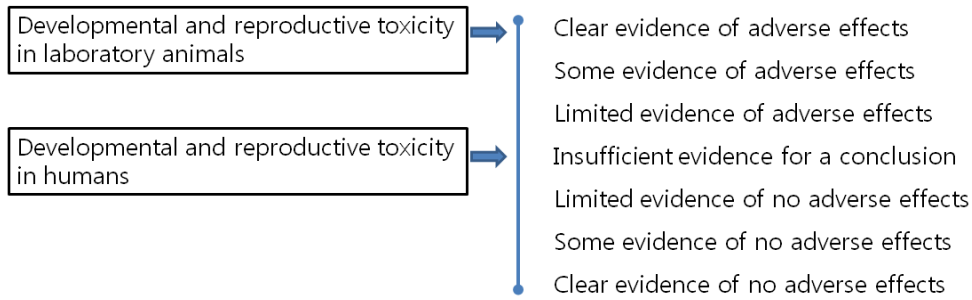 Developmental and reproductive toxicity
in laboratory animals
Developmental and reproductive toxicity
in humans
Clear evidence of adverse effects
Some evidence of adverse effects
Limited evidence of adverse effects
Insufficient evidence for a conclusion
Limited evidence of no adverse effects
Some evidence of no adverse effects
Clear evidence of no adverse effects